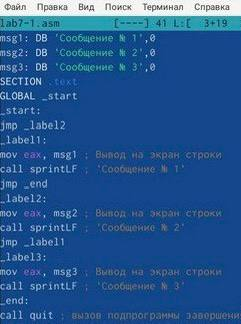 Файл Правка Вид Поиск Терминал Справка
lab7-1.asm [----] 41 L:[ 3+19
msg1: DB 'Сообщение № 1',0
msg2: DB 'Сообщение № 2',0
msg3: DB 'Сообщение № 3',0
SECTION .text
GLOBAL _start
_start:
jmp _label2
_label1:
mov eax, msg1 ; Вывод на экран строки
call sprintLF ; 'Сообщение № 1'
jmp _end
_label2:
mov eax, msg2 ; Вывод на экран строки
call sprintLF ; 'Сообщение № 2'
jmp _label1
_label3:
mov eax, msg3 ; Вывод на экран строки
call sprintLF ; 'Сообщение № 3'
_end:
call quit ; вызов подпрограммы завершени